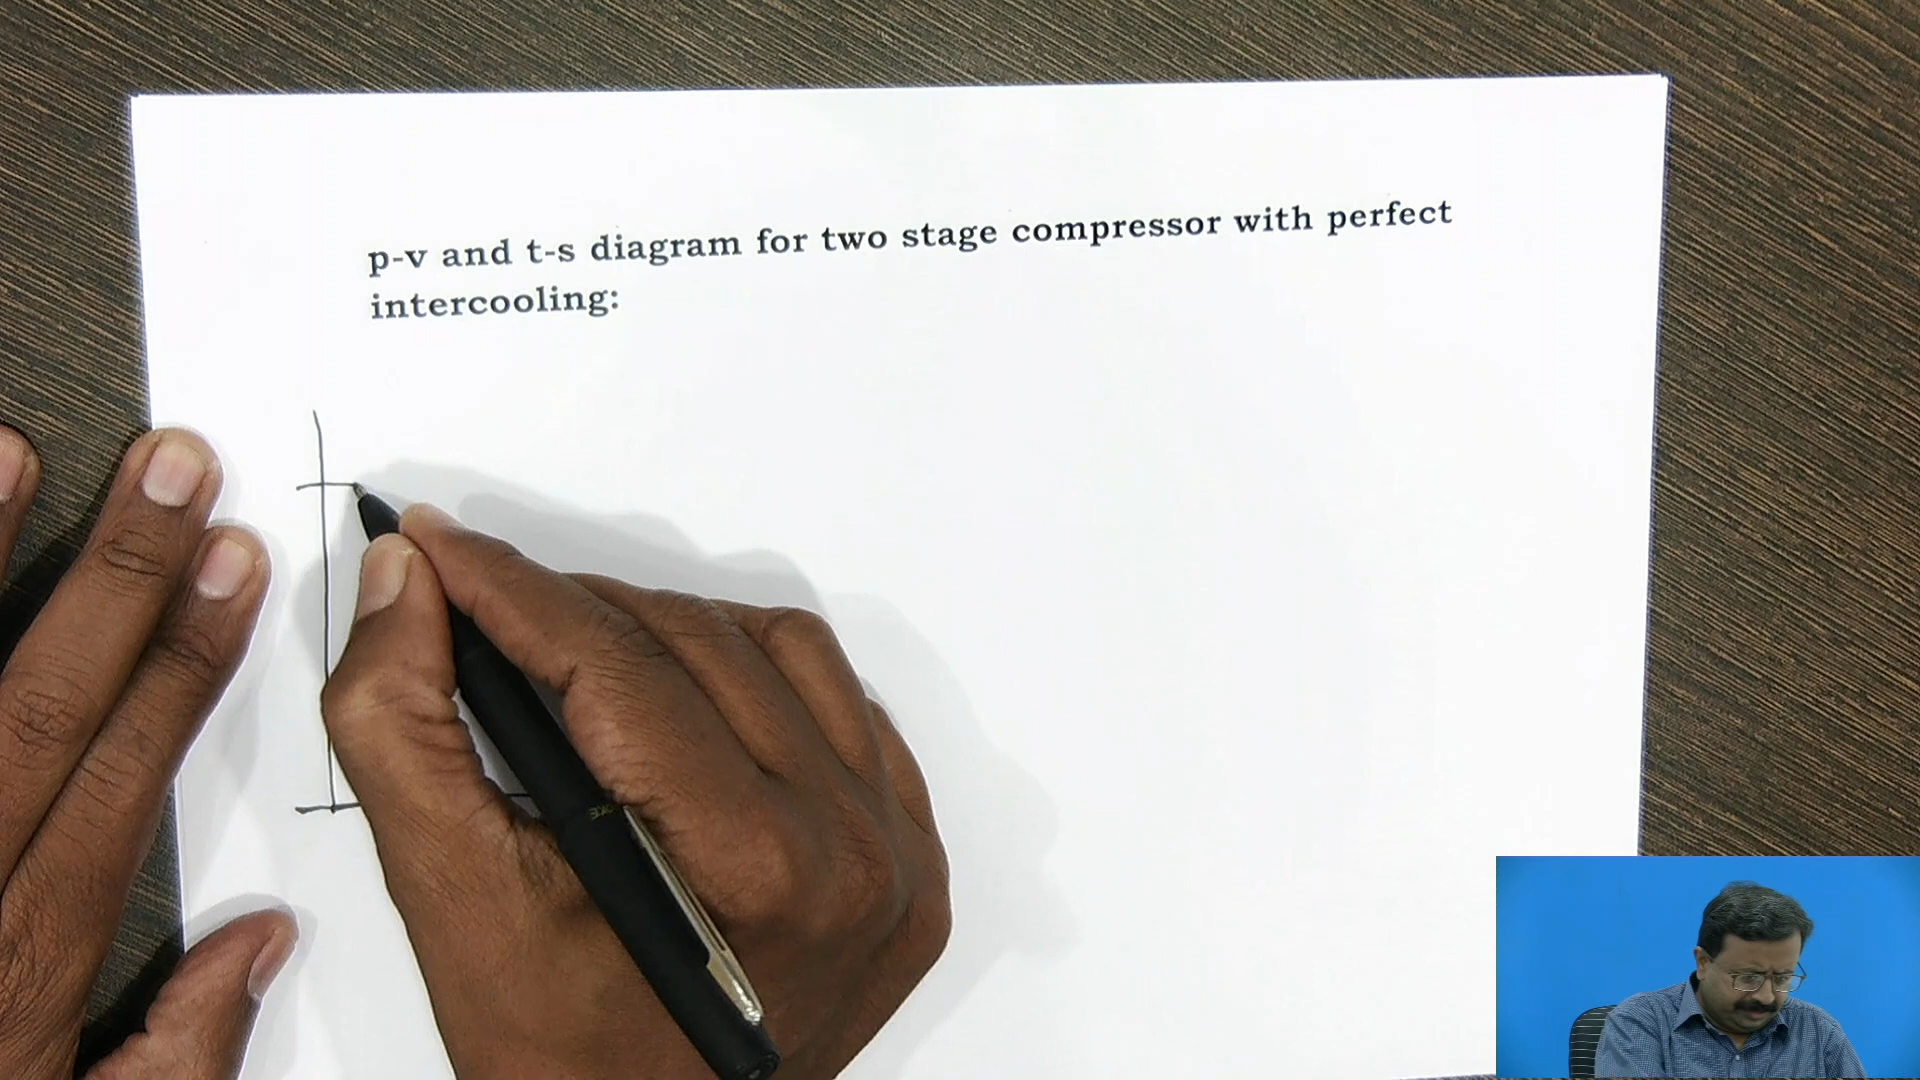 p-v and t-s diagram for two stage compressor with perfect
intercooling: